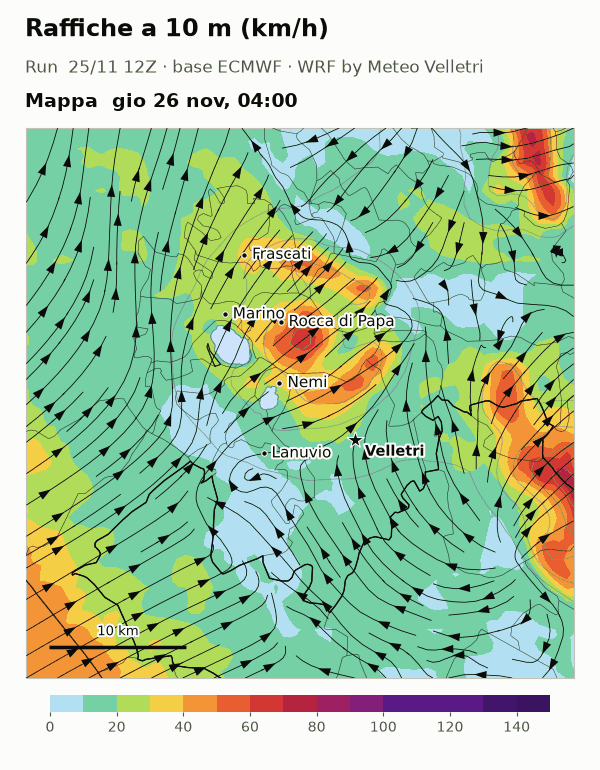 Raffiche a 10 m (km/h)
Run  25/11 12Z · base ECMWF · WRF by Meteo Velletri
Mappa  gio 26 nov, 04:00
Frascati
Marino
Rocca di Papa
Nemi
Velletri
Lanuvio
10 km
0 20 40 60 80 100 120 140